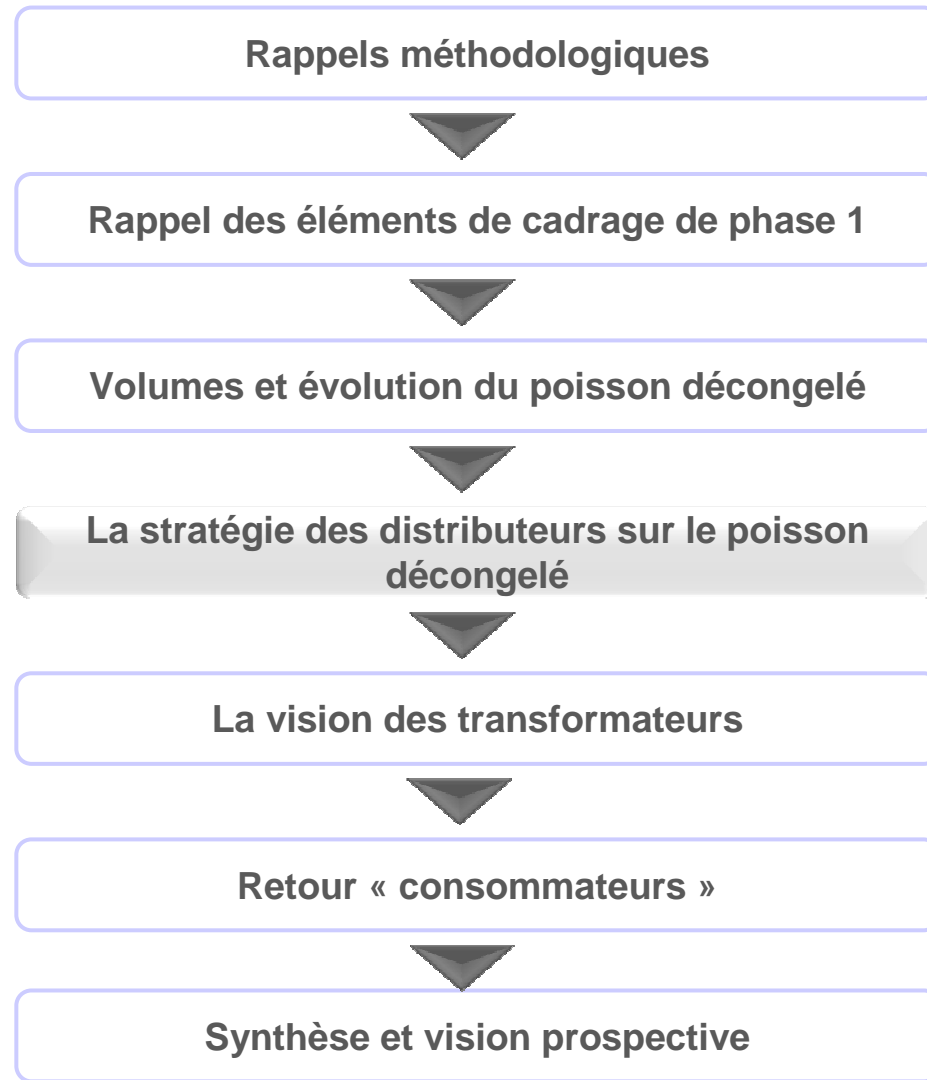 Rappels méthodologiques
Rappel des éléments de cadrage de phase 1
Volumes et évolution du poisson décongelé
La stratégie des distributeurs sur le poisson
décongelé
La vision des transformateurs
Retour « consommateurs »
Synthèse et vision prospective